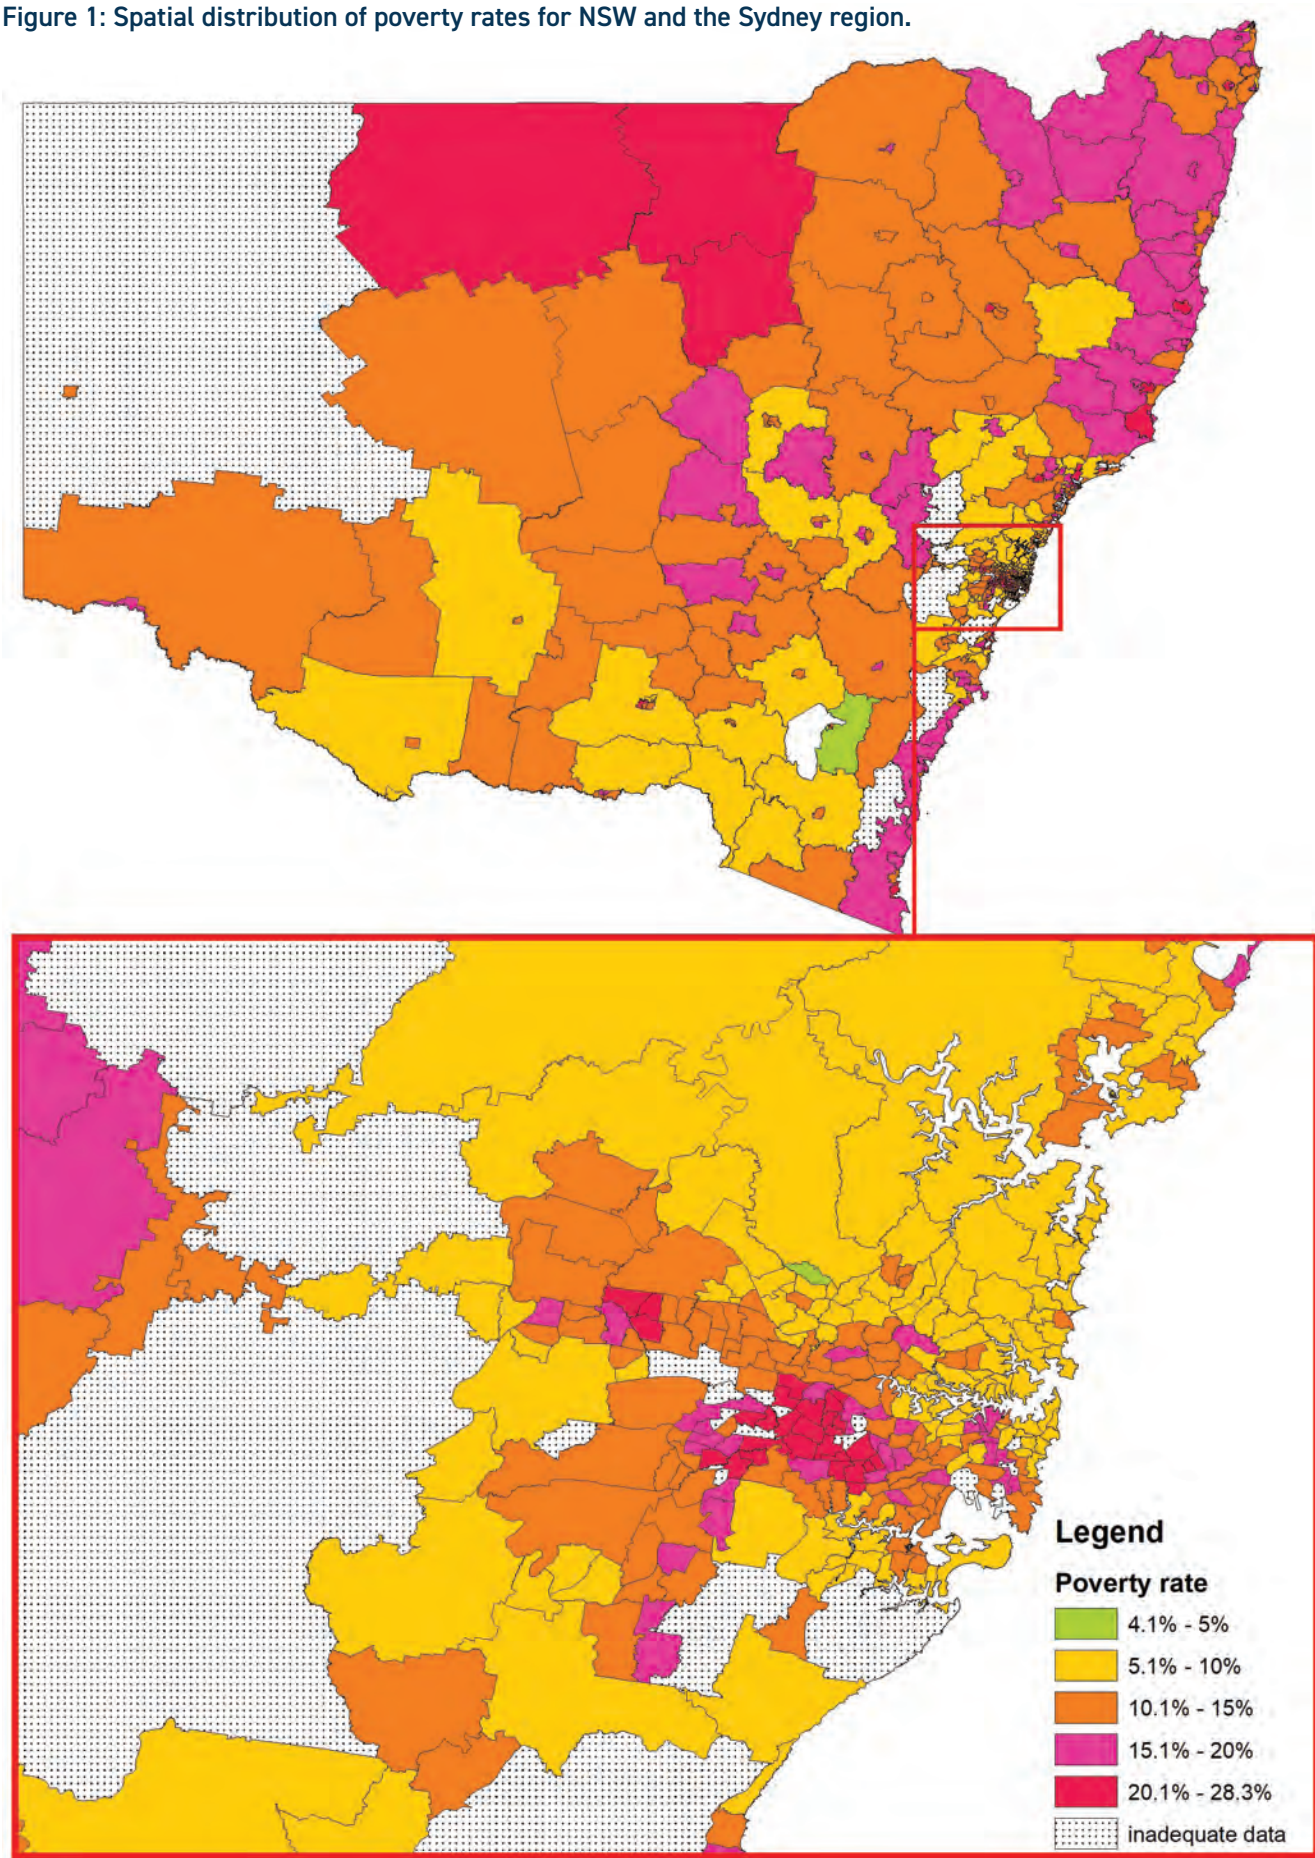 Figure 1: Spatial distribution of poverty rates for NSW and the Sydney region.
Legend
Poverty rate
4.1% - 5%
5.1% - 10%
10.1% - 15%
15.1% - 20%
20.1% - 28.3%
inadequate data